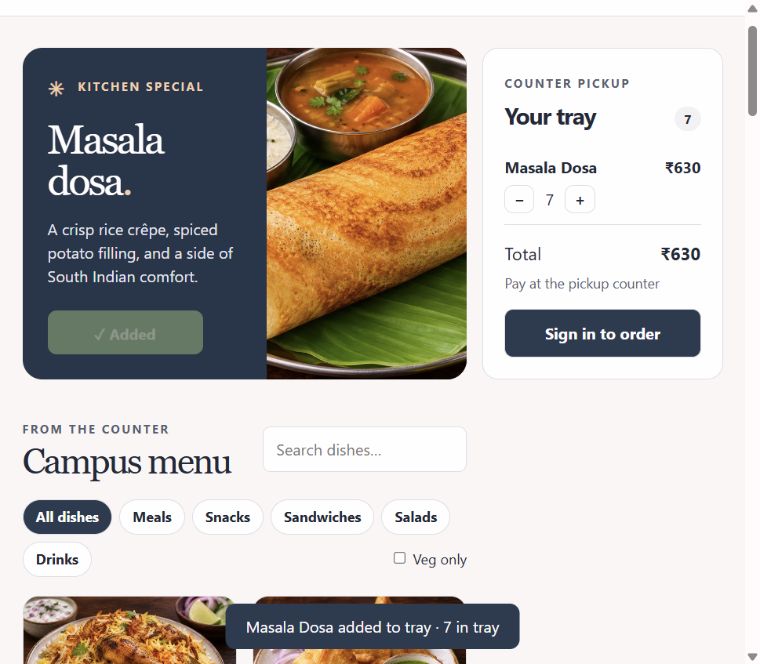 KITCHEN SPECIAL
Masala
dosa.
A crisp rice crêpe, spiced
potato filling, and a side of
South Indian comfort.
✓ Added
COUNTER PICKUP
Your tray
7
Masala Dosa ₹630
− 7 +
Total ₹630
Pay at the pickup counter
Sign in to order
FROM THE COUNTER
Campus menu
Search dishes...
All dishes Meals Snacks Sandwiches Salads
Drinks Veg only
Masala Dosa added to tray · 7 in tray